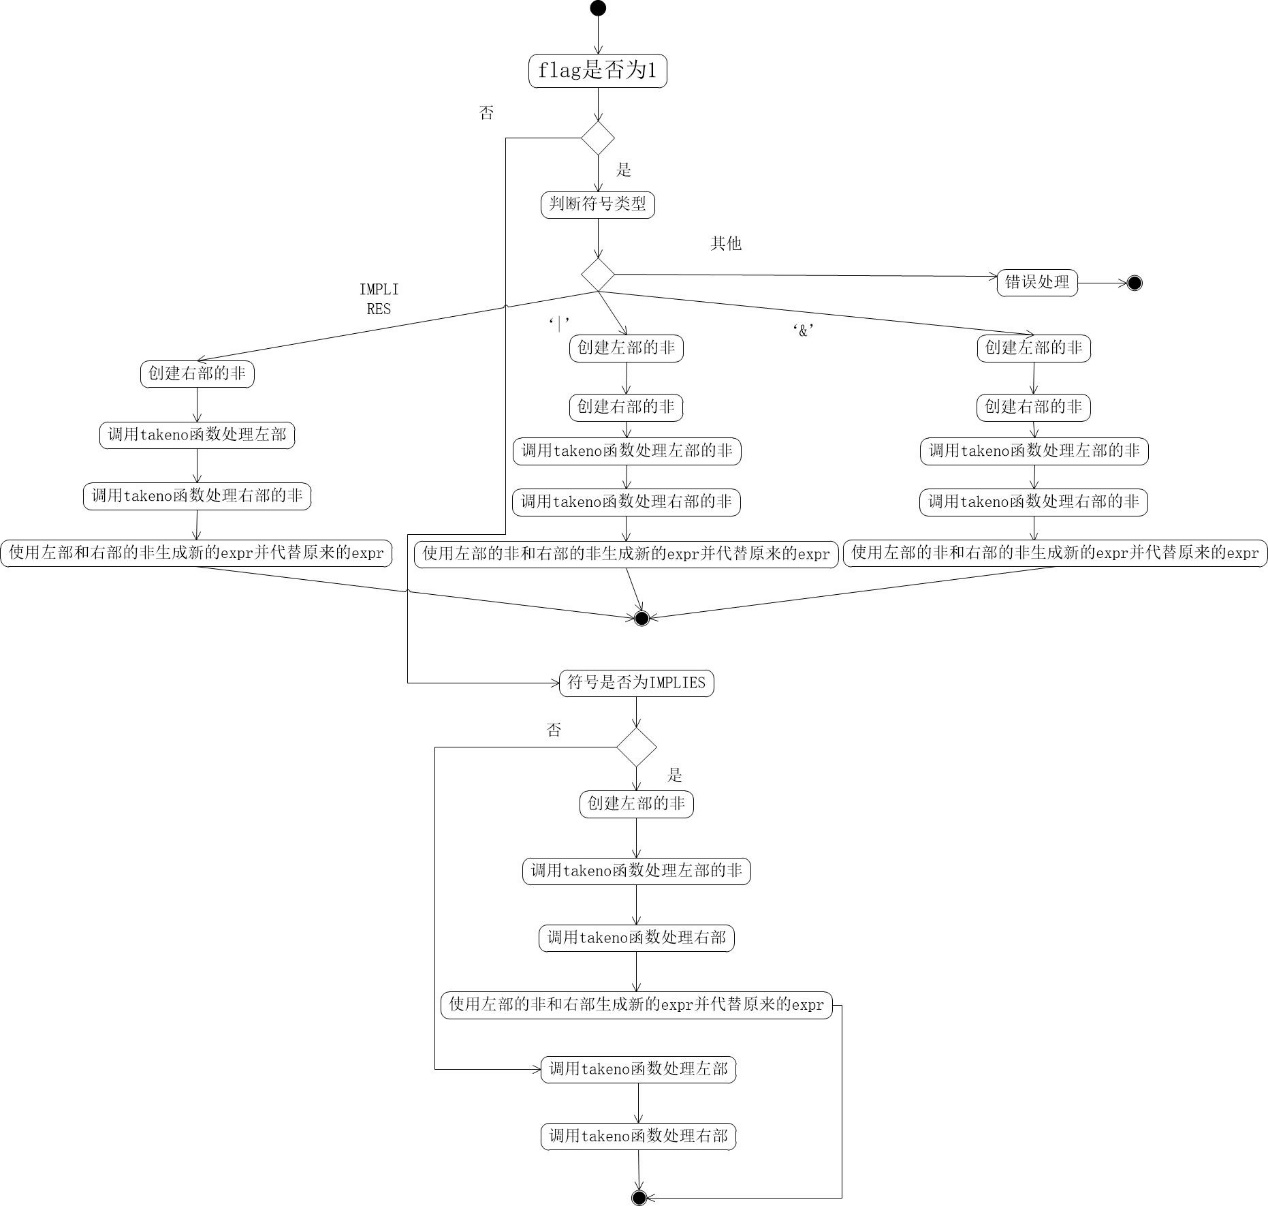 flag是否为1
否
是
判断符号类型
其他
错误处理
IMPLI
RES
‘|’
‘&’
创建右部的非
调用takeno函数处理左部
调用takeno函数处理右部的非
使用左部和右部的非生成新的expr并代替原来的expr
创建左部的非
创建右部的非
调用takeno函数处理左部的非
调用takeno函数处理右部的非
使用左部的非和右部的非生成新的expr并代替原来的expr
创建左部的非
创建右部的非
调用takeno函数处理左部的非
调用takeno函数处理右部的非
使用左部的非和右部的非生成新的expr并代替原来的expr
符号是否为IMPLIES
否
是
创建左部的非
调用takeno函数处理左部的非
调用takeno函数处理右部
使用左部的非和右部生成新的expr并代替原来的expr
调用takeno函数处理左部
调用takeno函数处理右部